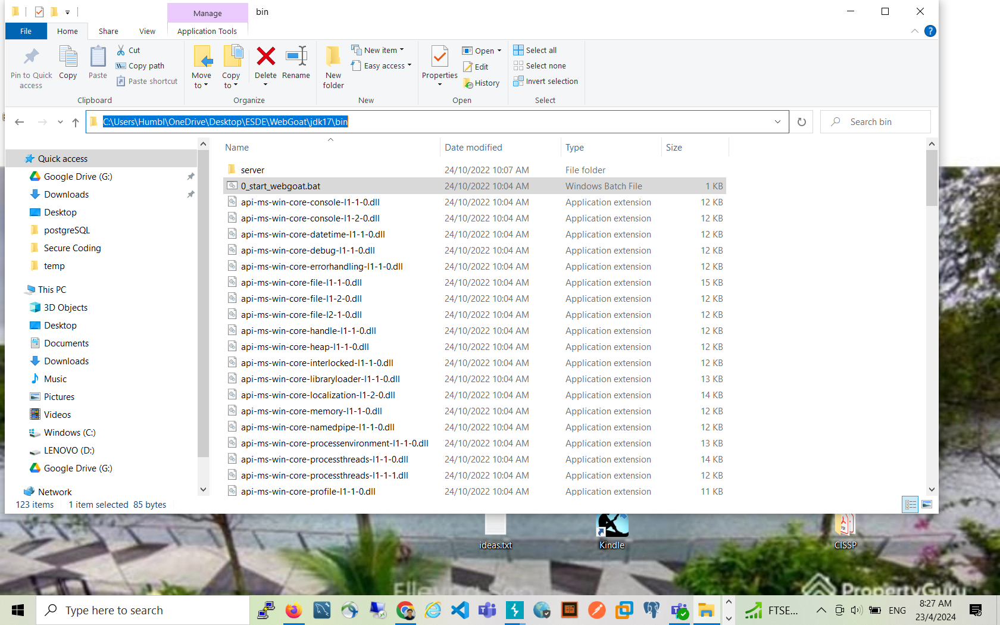 Manage
bin
File
Home
Share
View
Application Tools
Pin to Quick access
Copy
Paste
Cut
Copy path
Paste shortcut
Clipboard
Move to
Copy to
Delete
Rename
Organize
New folder
New item
Easy access
New
Properties
Open
Edit
History
Open
Select all
Select none
Invert selection
Select
C:\Users\Humbl\OneDrive\Desktop\ESDE\WebGoat\jdk17\bin
Search bin
Quick access
Google Drive (G:)
Downloads
Desktop
postgreSQL
Secure Coding
temp
This PC
3D Objects
Desktop
Documents
Downloads
Music
Pictures
Videos
Windows (C:)
LENOVO (D:)
Google Drive (G:)
Network
Name Date modified Type Size
server 24/10/2022 10:07 AM File folder
0_start_webgoat.bat 24/10/2022 10:04 AM Windows Batch File 1 KB
api-ms-win-core-console-l1-1-0.dll 24/10/2022 10:04 AM Application extension 12 KB
api-ms-win-core-console-l1-2-0.dll 24/10/2022 10:04 AM Application extension 12 KB
api-ms-win-core-datetime-l1-1-0.dll 24/10/2022 10:04 AM Application extension 12 KB
api-ms-win-core-debug-l1-1-0.dll 24/10/2022 10:04 AM Application extension 12 KB
api-ms-win-core-errorhandling-l1-1-0.dll 24/10/2022 10:04 AM Application extension 12 KB
api-ms-win-core-file-l1-1-0.dll 24/10/2022 10:04 AM Application extension 15 KB
api-ms-win-core-file-l1-2-0.dll 24/10/2022 10:04 AM Application extension 12 KB
api-ms-win-core-file-l2-1-0.dll 24/10/2022 10:04 AM Application extension 12 KB
api-ms-win-core-handle-l1-1-0.dll 24/10/2022 10:04 AM Application extension 12 KB
api-ms-win-core-heap-l1-1-0.dll 24/10/2022 10:04 AM Application extension 12 KB
api-ms-win-core-interlocked-l1-1-0.dll 24/10/2022 10:04 AM Application extension 12 KB
api-ms-win-core-libraryloader-l1-1-0.dll 24/10/2022 10:04 AM Application extension 13 KB
api-ms-win-core-localization-l1-2-0.dll 24/10/2022 10:04 AM Application extension 14 KB
api-ms-win-core-memory-l1-1-0.dll 24/10/2022 10:04 AM Application extension 12 KB
api-ms-win-core-namedpipe-l1-1-0.dll 24/10/2022 10:04 AM Application extension 12 KB
api-ms-win-core-processenvironment-l1-1-0.dll 24/10/2022 10:04 AM Application extension 13 KB
api-ms-win-core-processthreads-l1-1-0.dll 24/10/2022 10:04 AM Application extension 14 KB
api-ms-win-core-processthreads-l1-1-1.dll 24/10/2022 10:04 AM Application extension 12 KB
api-ms-win-core-profile-l1-1-0.dll 24/10/2022 10:04 AM Application extension 11 KB
123 items 1 item selected 85 bytes
ideas.txt
Kindle
CISSP
PropertyGuru
Type here to search
FTSE...
ENG
8:27 AM
23/4/2024